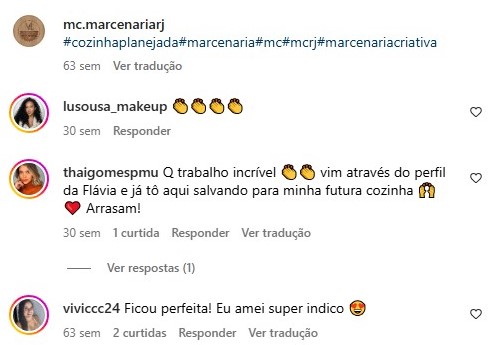 mc.marcenariarj
#cozinhaplanejada#marcenaria#mc#mcrj#marcenariacriativa
63 sem Ver tradução
lusousa_makeup 👏👏👏👏
30 sem Responder
thaigomespmu Q trabalho incrível 👏👏 vim através do perfil
da Flávia e já tô aqui salvando para minha futura cozinha 🙌
❤️ Arrasam!
30 sem 1 curtida Responder Ver tradução
Ver respostas (1)
viviccc24 Ficou perfeita! Eu amei super indico 😍
63 sem 2 curtidas Responder Ver tradução